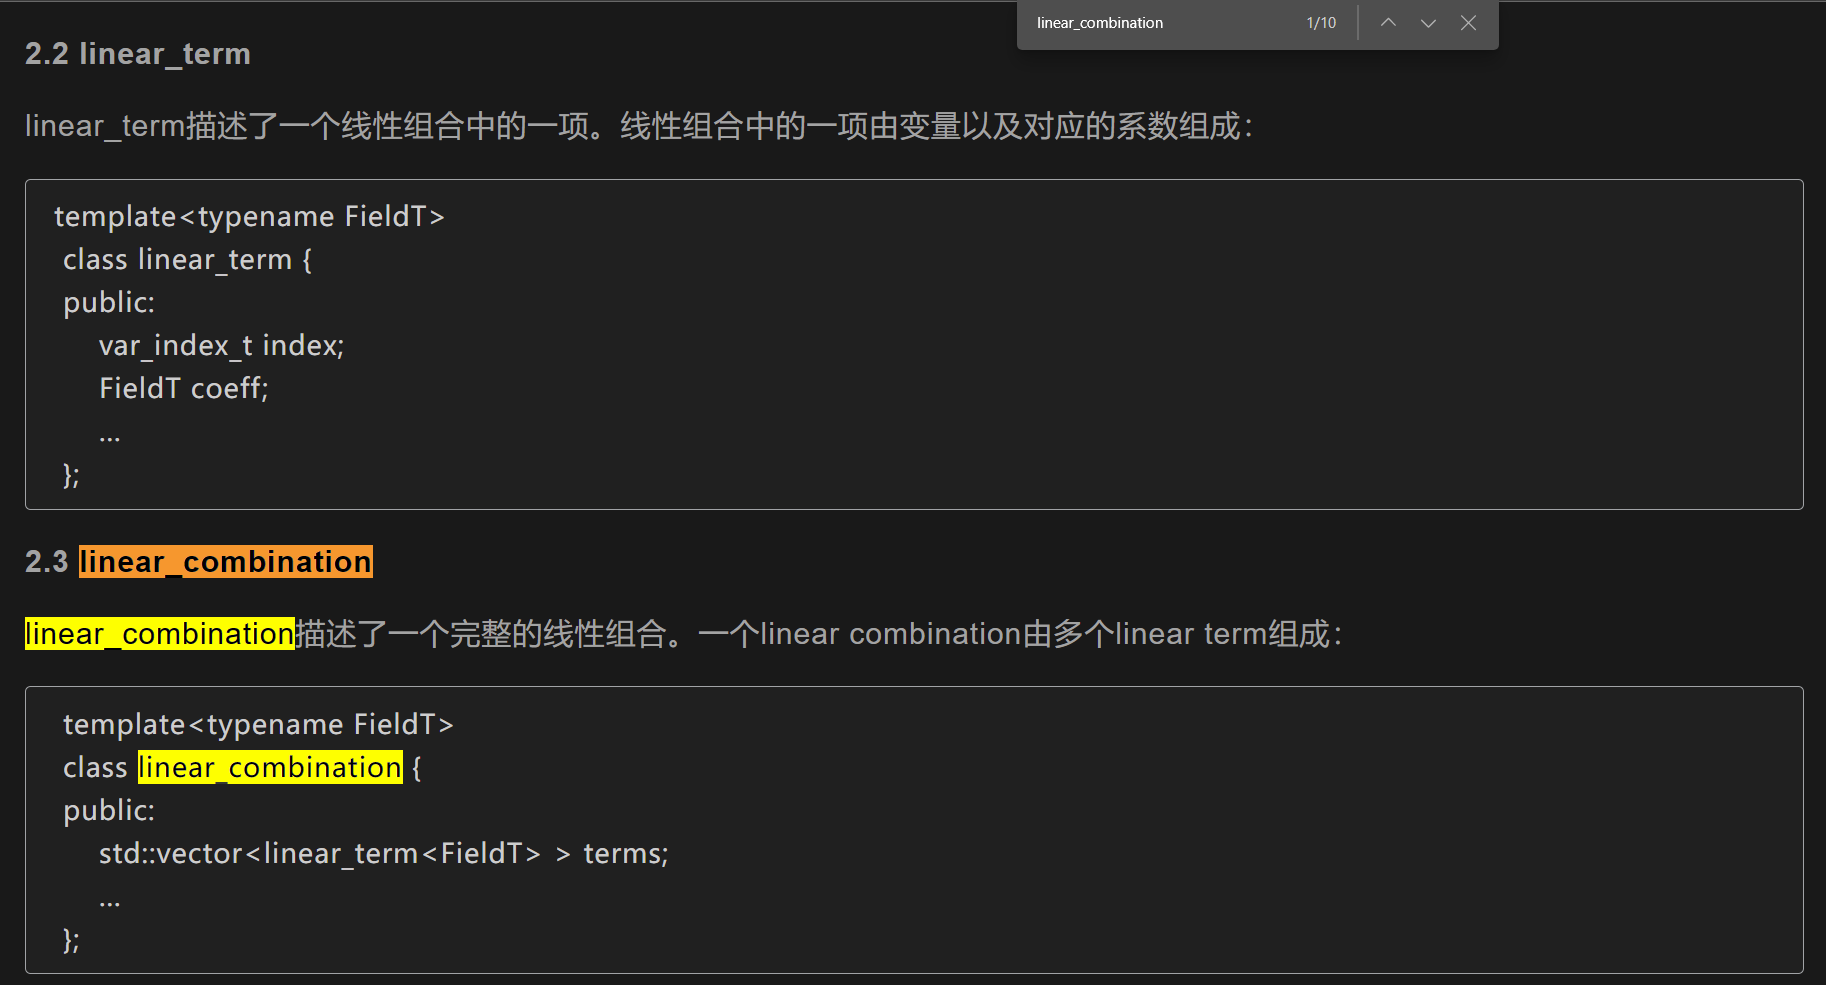 linear_combination 1/10
2.2 linear_term
linear_term描述了一个线性组合中的一项。线性组合中的一项由变量以及对应的系数组成：
template<typename FieldT>
class linear_term {
public:
var_index_t index;
FieldT coeff;
...
};
2.3 linear_combination
linear_combination描述了一个完整的线性组合。一个linear combination由多个linear term组成：
template<typename FieldT>
class linear_combination {
public:
std::vector<linear_term<FieldT> > terms;
...
};